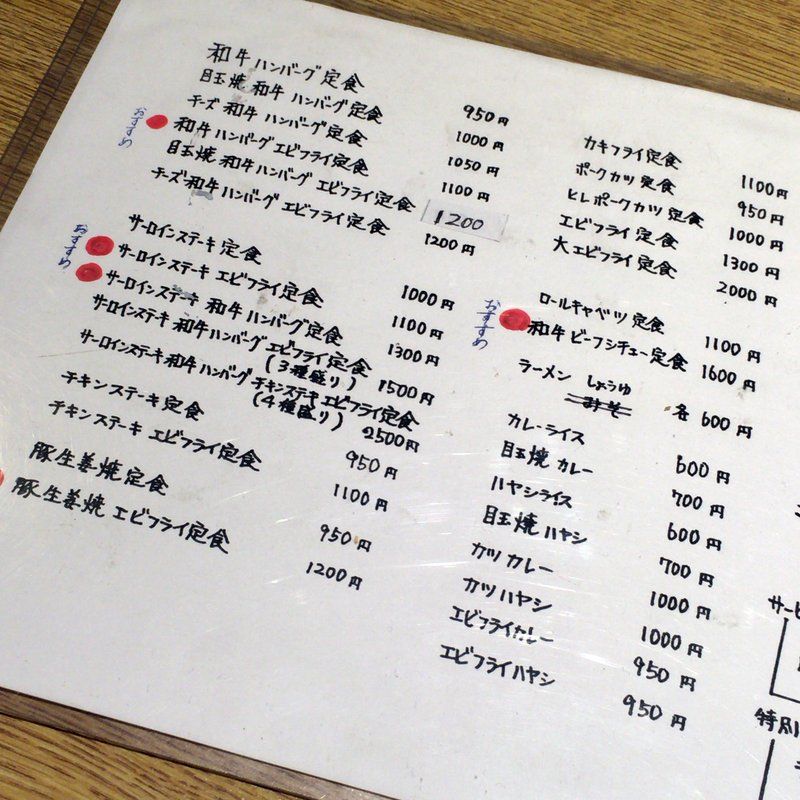 和牛ハンバーグ定食 950円
目玉焼 和牛ハンバーグ定食 1000円
チーズ 和牛ハンバーグ定食 1050円
おすすめ
和牛ハンバーグエビフライ定食 1100円
目玉焼 和牛ハンバーグ エビフライ定食 1200
チーズ和牛ハンバーグ エビフライ定食 1200円
サーロインステーキ定食 1000円
おすすめ
サーロインステーキ エビフライ定食 1100円
サーロインステーキ 和牛ハンバーグ定食 1300円
サーロインステーキ 和牛ハンバーグエビフライ定食 1500円
(3種盛り)
サーロインステーキ和牛ハンバーグ チキンステーキ エビフライ定食 2500円
(4種盛り)
チキンステーキ定食 950円
チキンステーキ エビフライ定食 1100円
豚生姜焼定食 950円
豚生姜焼 エビフライ定食 1200円
カキフライ定食 1100円
ポークカツ定食 950円
ヒレポークカツ定食 1000円
エビフライ定食 1300円
大エビフライ定食 2000円
ロールキャベツ定食 1100円
おすすめ
和牛ビーフシチュー定食 1600円
ラーメン しょうゆ 各600円
みそ
カレーライス 600円
目玉焼カレー 700円
ハヤシライス 600円
目玉焼ハヤシ 700円
カツカレー 1000円
カツハヤシ 1000円
エビフライカレー 950円
エビフライハヤシ 950円
サービ
特別